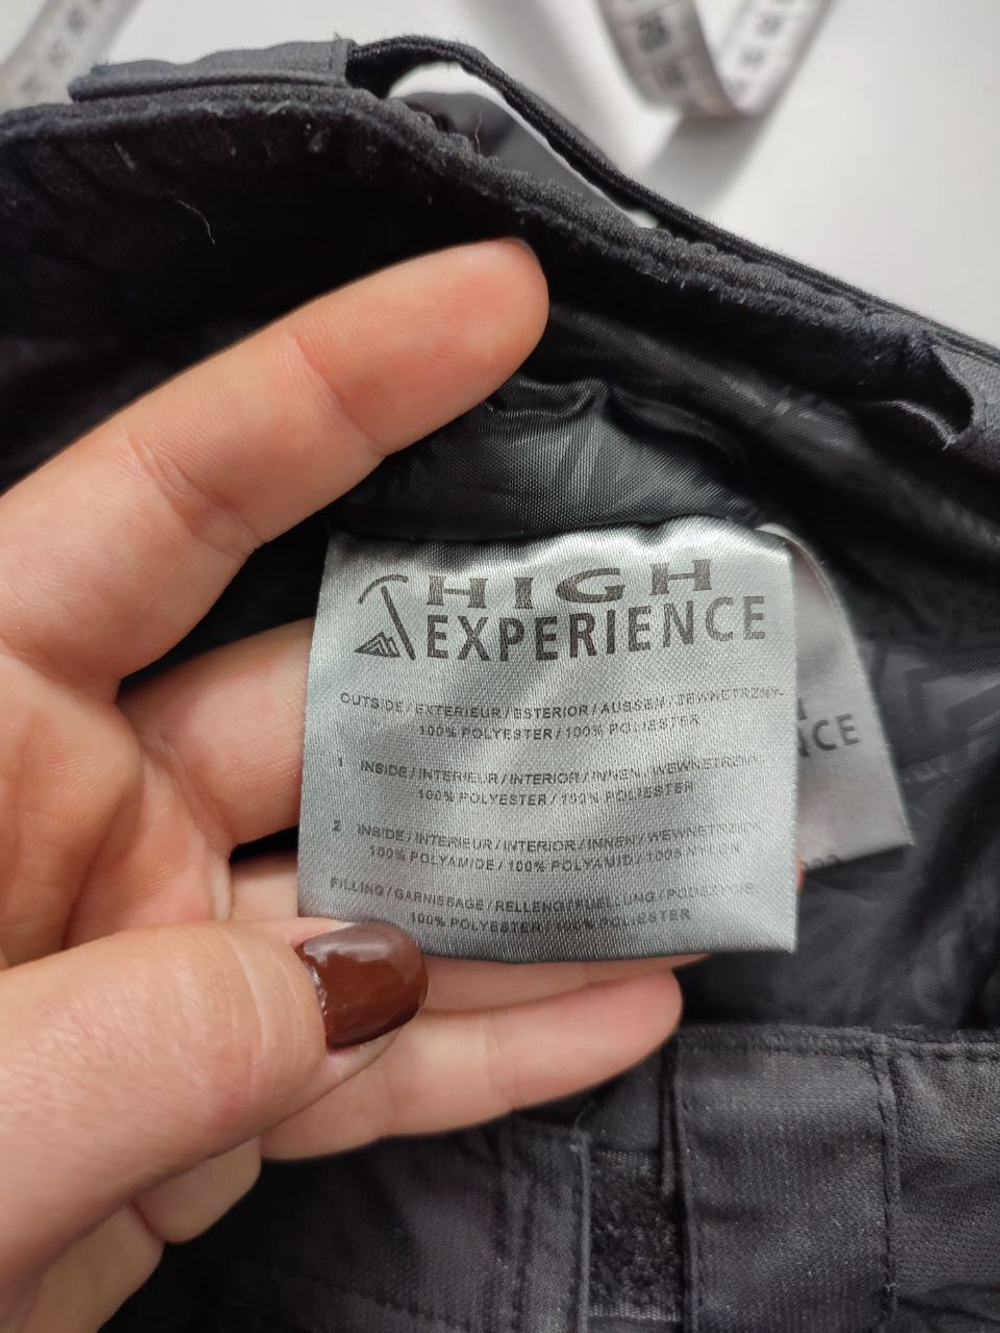 HIGH
EXPERIENCE
OUTSIDE / EXTERIEUR / ESTERIOR / AUSSEN / ZEWNETRZNY
100% POLYESTER / 100% POLIESTER
1 INSIDE / INTERIEUR / INTERIOR / INNEN / WEWNETRZNY
100% POLYESTER / 100% POLIESTER
2 INSIDE / INTERIEUR / INTERIOR / INNEN / WEWNETRZNY
100% POLYAMIDE / 100% POLYAMID / 100% NYLON
FILLING / GARNISSAGE / RELLENO / FUELLUNG /
100% POLYESTER / 100% POLIESTER
NCE